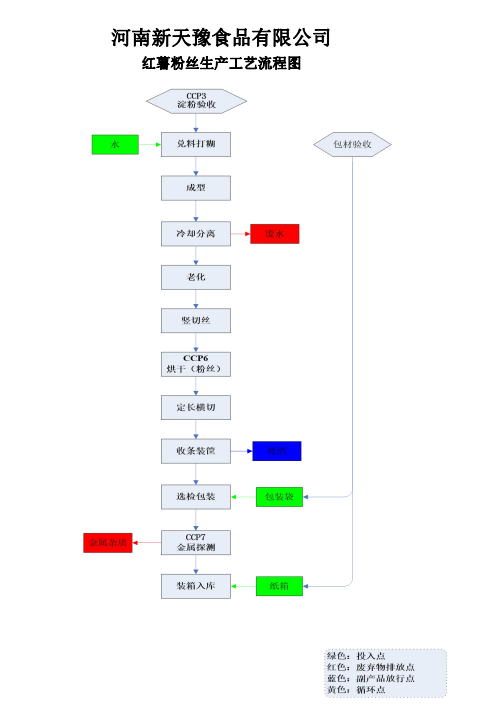 河南新天豫食品有限公司
红薯粉丝生产工艺流程图
CCP3
淀粉验收
水
兑料打糊
包材验收
成型
冷却分离
废水
老化
竖切丝
CCP6
烘干（粉丝）
定长横切
收条装筐
选检包装
包装袋
金属杂质
CCP7
金属探测
装箱入库
纸箱
绿色：投入点
红色：废弃物排放点
蓝色：副产品放行点
黄色：循环点